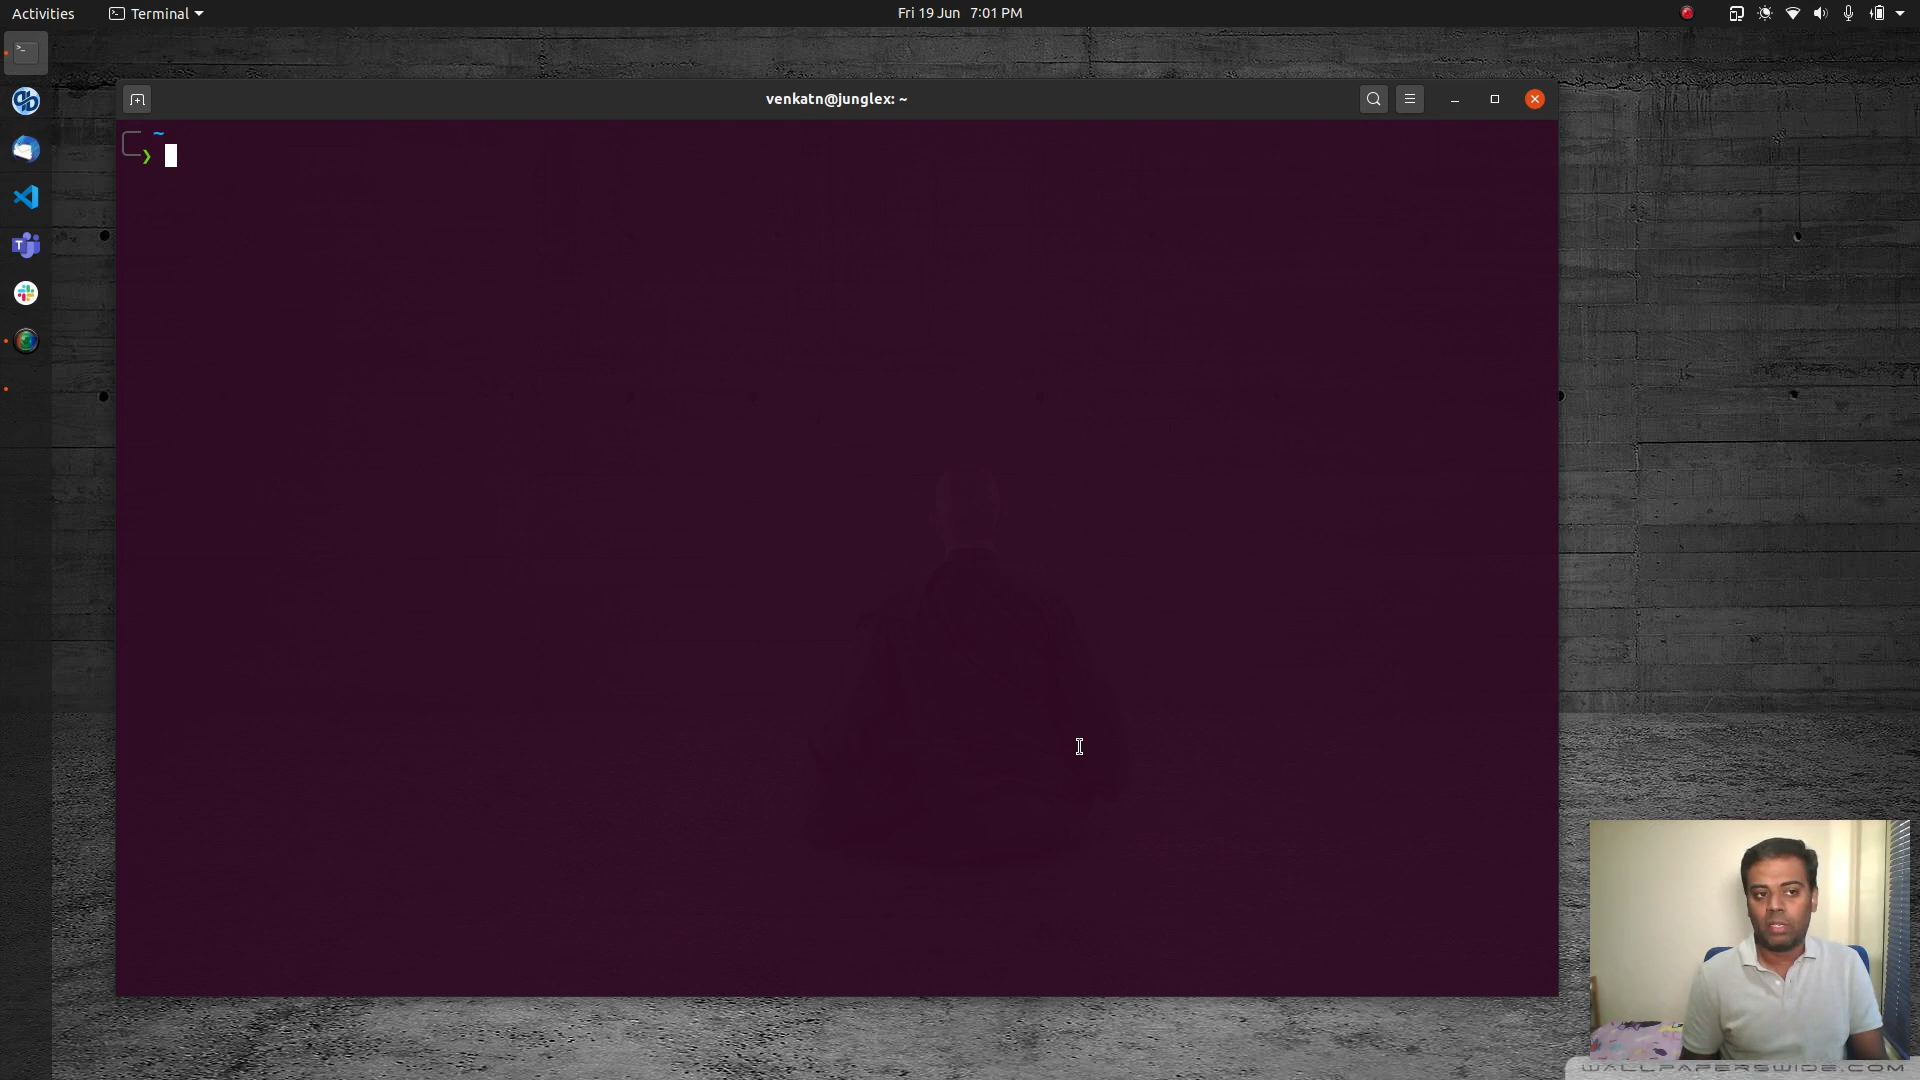 Activities
Terminal
Fri 19 Jun 7:01 PM
venkatn@junglex: ~
~
❯
WALLPAPERSWIDE.COM